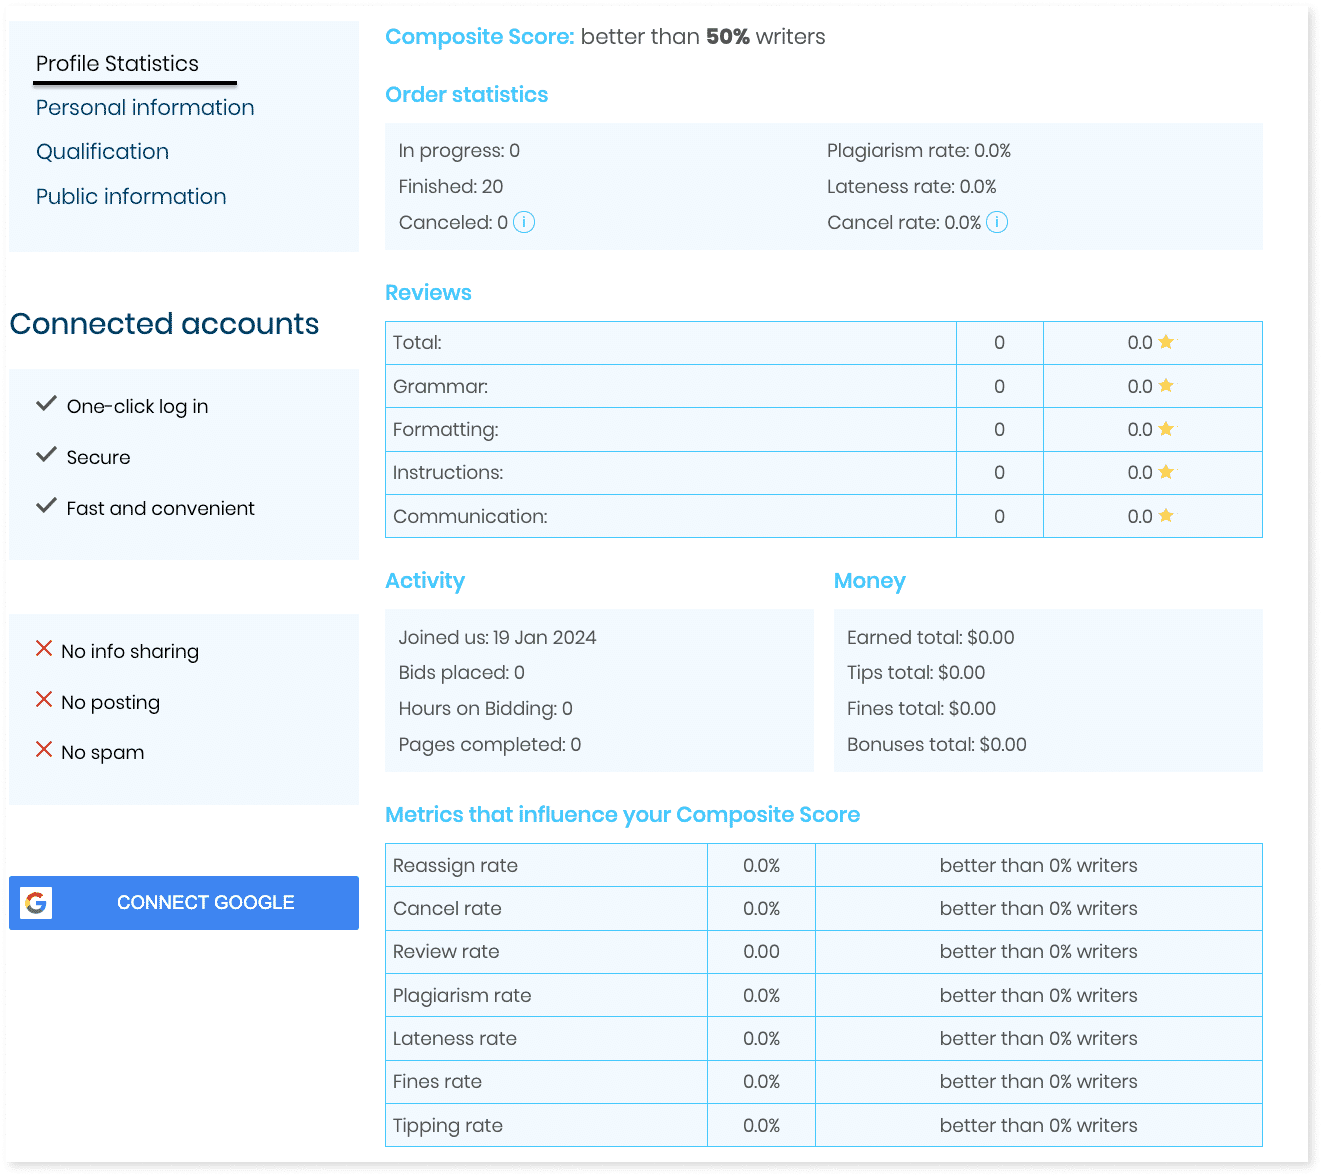 Profile Statistics
Personal information
Qualification
Public information
Connected accounts
One-click log in
Secure
Fast and convenient
No info sharing
No posting
No spam
CONNECT GOOGLE
Composite Score: better than 50% writers
Order statistics
In progress: 0
Finished: 20
Canceled: 0 i
Plagiarism rate: 0.0%
Lateness rate: 0.0%
Cancel rate: 0.0% i
Reviews
Total: 0 0.0
Grammar: 0 0.0
Formatting: 0 0.0
Instructions: 0 0.0
Communication: 0 0.0
Activity
Joined us: 19 Jan 2024
Bids placed: 0
Hours on Bidding: 0
Pages completed: 0
Money
Earned total: $0.00
Tips total: $0.00
Fines total: $0.00
Bonuses total: $0.00
Metrics that influence your Composite Score
Reassign rate 0.0% better than 0% writers
Cancel rate 0.0% better than 0% writers
Review rate 0.00 better than 0% writers
Plagiarism rate 0.0% better than 0% writers
Lateness rate 0.0% better than 0% writers
Fines rate 0.0% better than 0% writers
Tipping rate 0.0% better than 0% writers